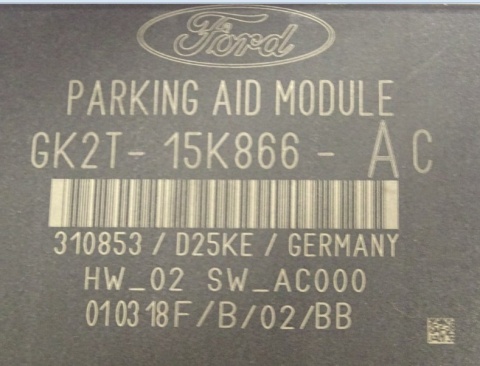 Ford
PARKING AID MODULE
GK2T- 15K866 - AC
310853 / D25KE / GERMANY
HW_02 SW_AC000
010318F/B/02/BB